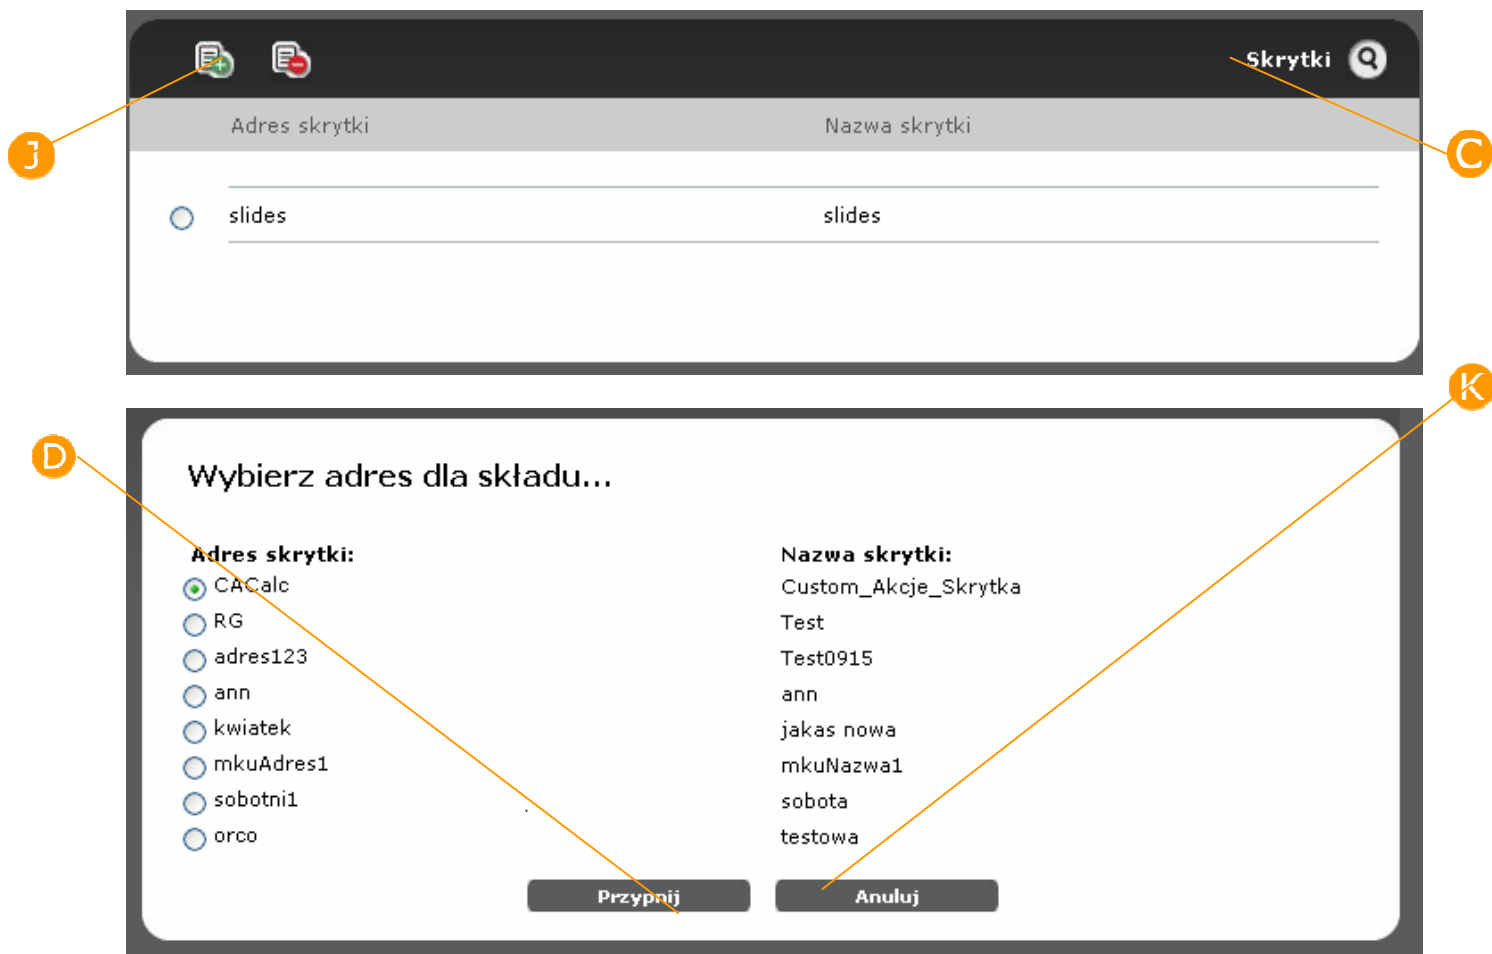 Skrytki
J
C
Adres skrytki Nazwa skrytki
slides slides
K
D
Wybierz adres dla składu...
Adres skrytki: Nazwa skrytki:
CACalc Custom_Akcje_Skrytka
RG Test
adres123 Test0915
ann ann
kwiatek jakas nowa
mkuAdres1 mkuNazwa1
sobotni1 sobota
orco testowa
Przypnij Anuluj